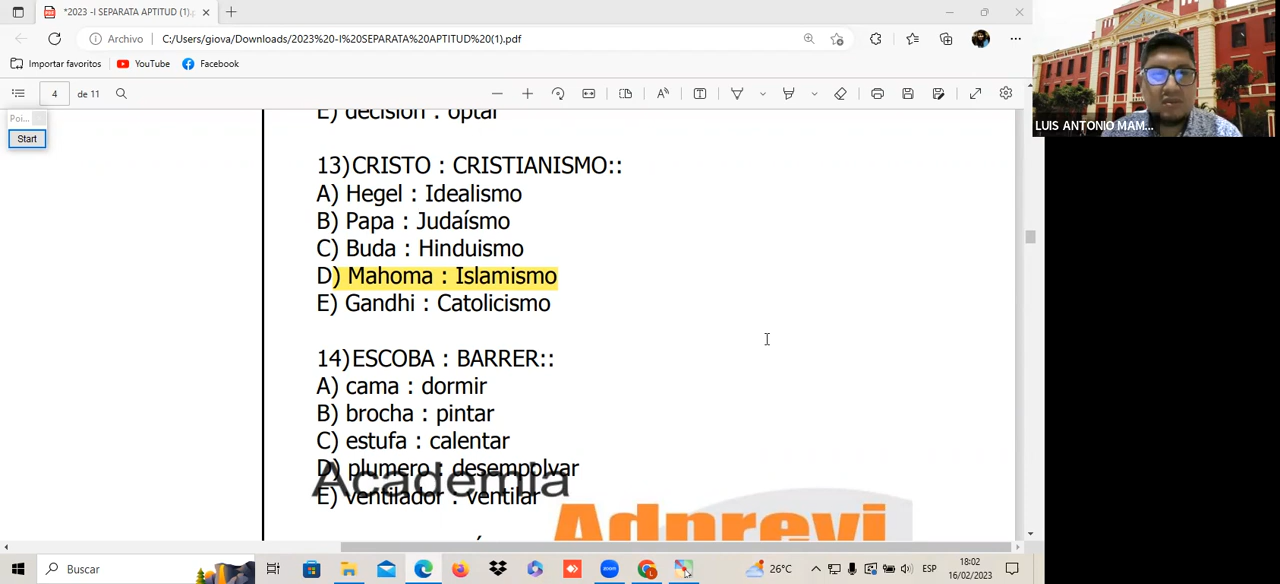 *2023 -I SEPARATA APTITUD (1).p
Archivo C:/Users/giova/Downloads/2023%20-I%20SEPARATA%20APTITUD%20(1).pdf
Importar favoritos YouTube Facebook
4 de 11
Poi...
Start
LUIS ANTONIO MAM...
E) decisión : optar
13)CRISTO : CRISTIANISMO::
A) Hegel : Idealismo
B) Papa : Judaísmo
C) Buda : Hinduismo
D) Mahoma : Islamismo
E) Gandhi : Catolicismo
14)ESCOBA : BARRER::
A) cama : dormir
B) brocha : pintar
C) estufa : calentar
D) plumero : desempolvar
Academia
E) ventilador : ventilar
Adprevi
Buscar
zoom
26°C
ESP
18:02
16/02/2023